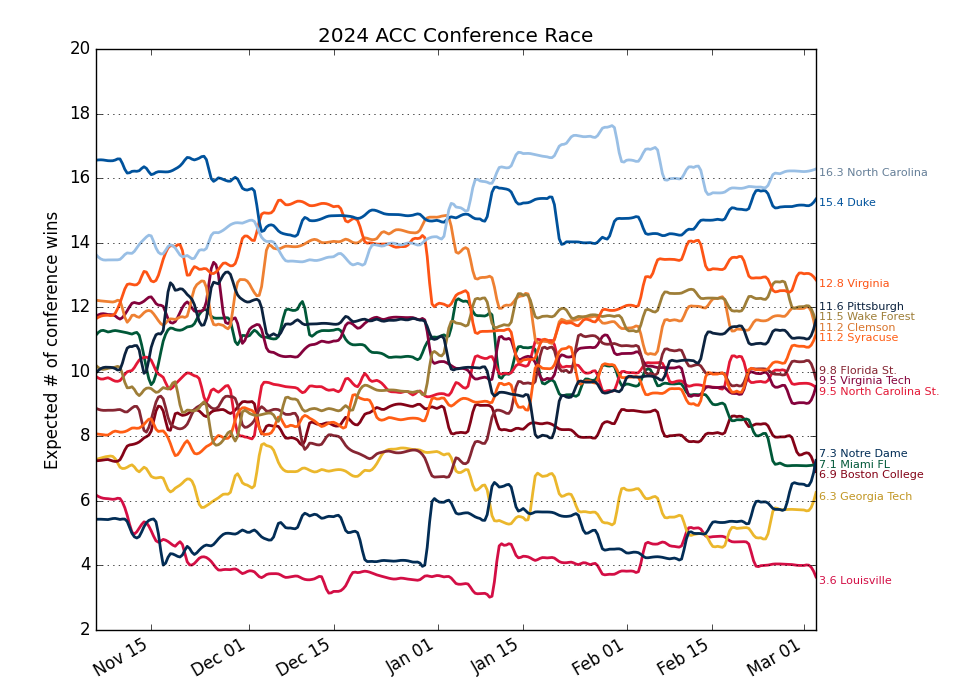 2024 ACC Conference Race
Expected # of conference wins
20
18
16
14
12
10
8
6
4
2
Nov 15
Dec 01
Dec 15
Jan 01
Jan 15
Feb 01
Feb 15
Mar 01
16.3 North Carolina
15.4 Duke
12.8 Virginia
11.6 Pittsburgh
11.5 Wake Forest
11.2 Clemson
11.2 Syracuse
9.8 Florida St.
9.5 Virginia Tech
9.5 North Carolina St.
7.3 Notre Dame
7.1 Miami FL
6.9 Boston College
6.3 Georgia Tech
3.6 Louisville